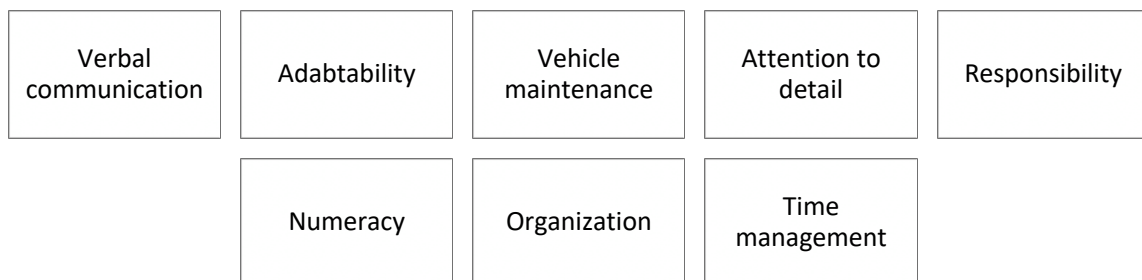 Verbal
communication
Adabtability
Vehicle
maintenance
Attention to
detail
Responsibility
Numeracy
Organization
Time
management